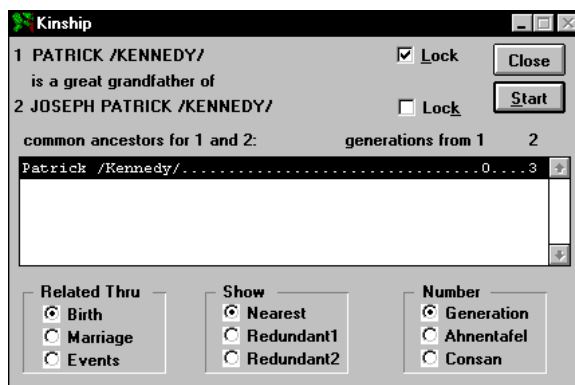 Kinship
1 PATRICK /KENNEDY/
Lock
Close
is a great grandfather of
Start
2 JOSEPH PATRICK /KENNEDY/
Lock
common ancestors for 1 and 2: generations from 1 2
Patrick /Kennedy/................................0....3
Related Thru
Birth
Marriage
Events
Show
Nearest
Redundant1
Redundant2
Number
Generation
Ahnentafel
Consan